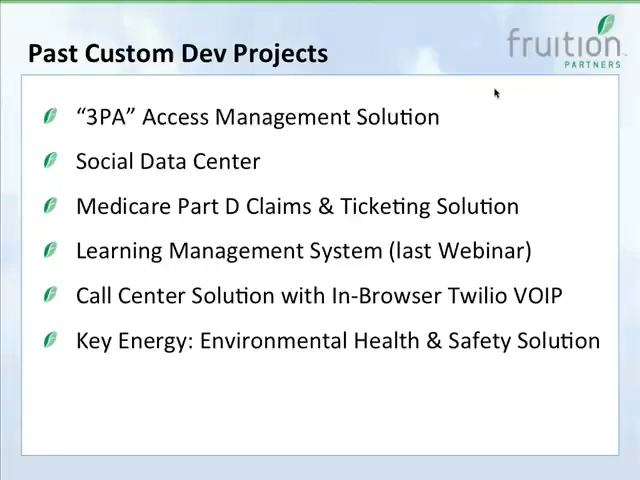 Past Custom Dev Projects
fruition
PARTNERS
“3PA” Access Management Solution
Social Data Center
Medicare Part D Claims & Ticketing Solution
Learning Management System (last Webinar)
Call Center Solution with In-Browser Twilio VOIP
Key Energy: Environmental Health & Safety Solution